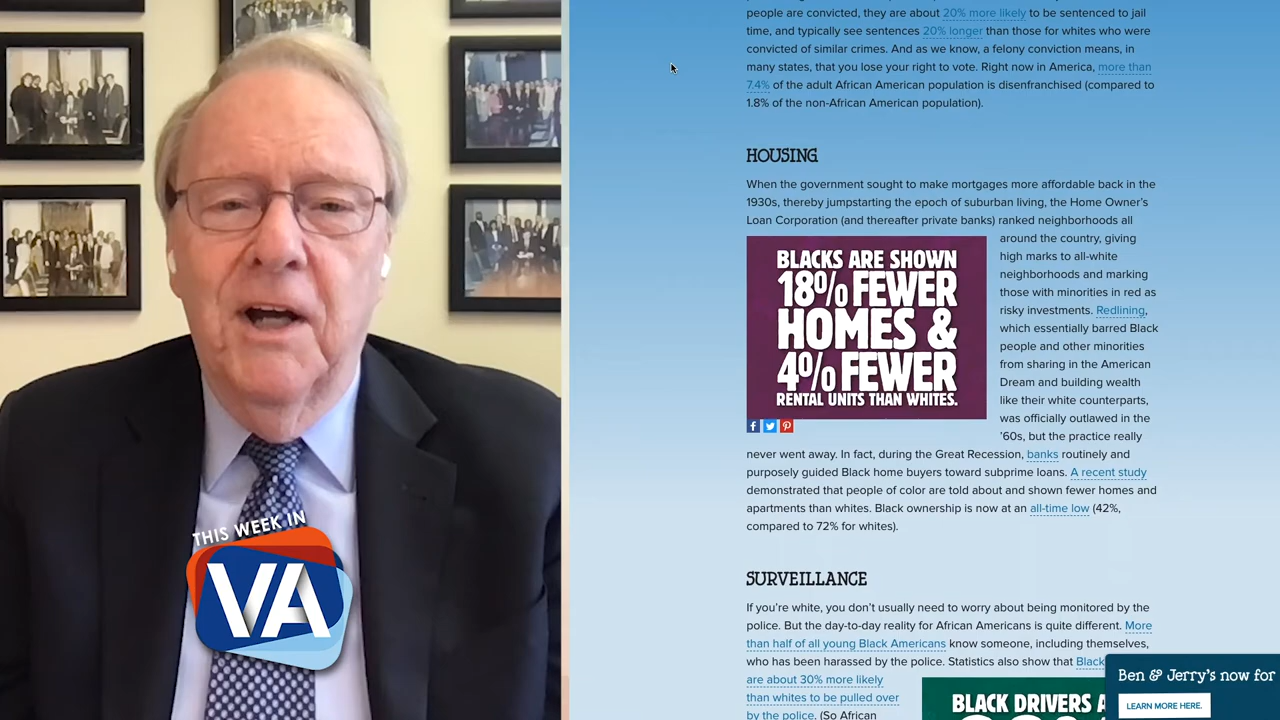 THIS WEEK IN
VA
people are convicted, they are about 20% more likely to be sentenced to jail
time, and typically see sentences 20% longer than those for whites who were
convicted of similar crimes. And as we know, a felony conviction means, in
many states, that you lose your right to vote. Right now in America, more than
7.4% of the adult African American population is disenfranchised (compared to
1.8% of the non-African American population).
HOUSING
When the government sought to make mortgages more affordable back in the
1930s, thereby jumpstarting the epoch of suburban living, the Home Owner's
Loan Corporation (and thereafter private banks) ranked neighborhoods all
around the country, giving
high marks to all-white
neighborhoods and marking
those with minorities in red as
risky investments. Redlining,
which essentially barred Black
people and other minorities
from sharing in the American
Dream and building wealth
like their white counterparts,
was officially outlawed in the
'60s, but the practice really
BLACKS ARE SHOWN
18% FEWER
HOMES &
4% FEWER
RENTAL UNITS THAN WHITES.
never went away. In fact, during the Great Recession, banks routinely and
purposely guided Black home buyers toward subprime loans. A recent study
demonstrated that people of color are told about and shown fewer homes and
apartments than whites. Black ownership is now at an all-time low (42%,
compared to 72% for whites).
SURVEILLANCE
If you're white, you don't usually need to worry about being monitored by the
police. But the day-to-day reality for African Americans is quite different. More
than half of all young Black Americans know someone, including themselves,
who has been harassed by the police. Statistics also show that Black
are about 30% more likely
than whites to be pulled over
by the police. (So African
BLACK DRIVERS A
Ben & Jerry's now for
LEARN MORE HERE.